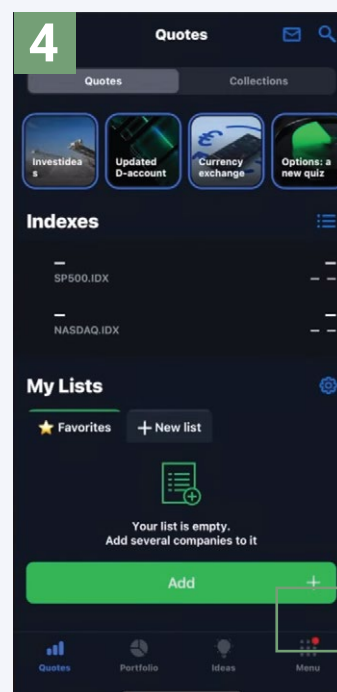 4
Quotes
Quotes Collections
Investidea
s
Updated
D-account
Currency
exchange
Options: a
new quiz
Indexes
SP500.IDX
NASDAQ.IDX
My Lists
Favorites
New list
Your list is empty.
Add several companies to it
Add +
Quotes Portfolio Ideas Menu